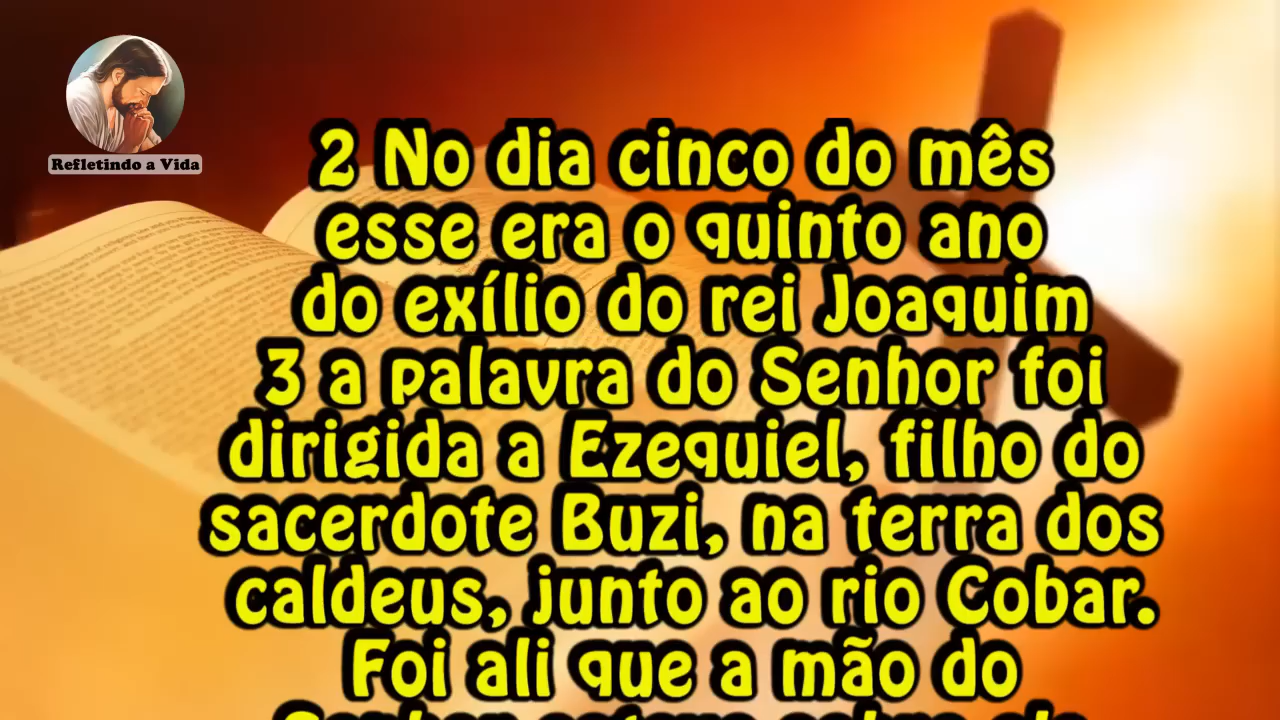 Refletindo a Vida
2 No dia cinco do mês
esse era o quinto ano
do exílio do rei Joaquim
3 a palavra do Senhor foi
dirigida a Ezequiel, filho do
sacerdote Buzi, na terra dos
caldeus, junto ao rio Cobar.
Foi ali que a mão do